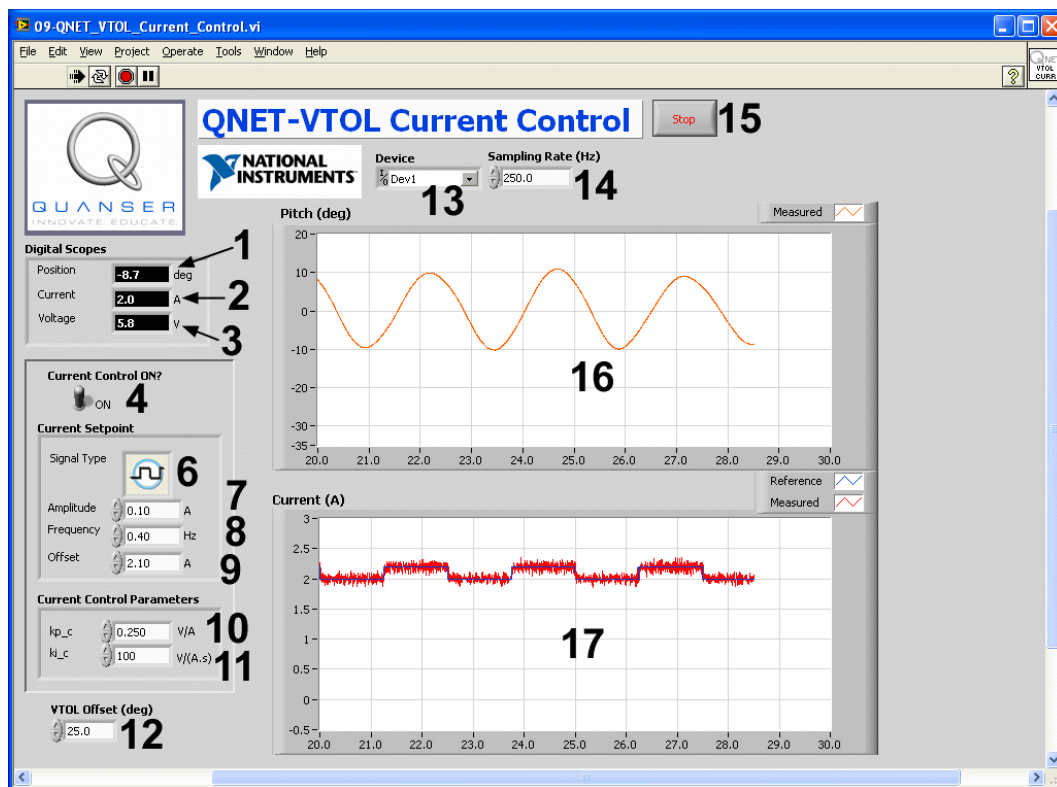 09-QNET_VTOL_Current_Control.vi
File Edit View Project Operate Tools Window Help
QNET
VTOL
CURR
QUANSER
INNOVATE. EDUCATE.
QNET-VTOL Current Control
Stop 15
NATIONAL
INSTRUMENTS
Device
Dev1
13
Sampling Rate (Hz)
250.0
14
Digital Scopes
Position -8.7 deg 1
Current 2.0 A 2
Voltage 5.8 V 3
Current Control ON?
ON 4
Current Setpoint
Signal Type 6
Amplitude 0.10 A 7
Frequency 0.40 Hz 8
Offset 2.10 A 9
Current Control Parameters
kp_c 0.250 V/A 10
ki_c 100 V/(A.s) 11
VTOL Offset (deg)
25.0 12
Pitch (deg)
Measured
20
10
0
-10
-20
-30
-35
16
20.0 21.0 22.0 23.0 24.0 25.0 26.0 27.0 28.0 29.0 30.0
Current (A)
Reference
Measured
3
2.5
2
1.5
1
0.5
0
-0.5
17
20.0 21.0 22.0 23.0 24.0 25.0 26.0 27.0 28.0 29.0 30.0